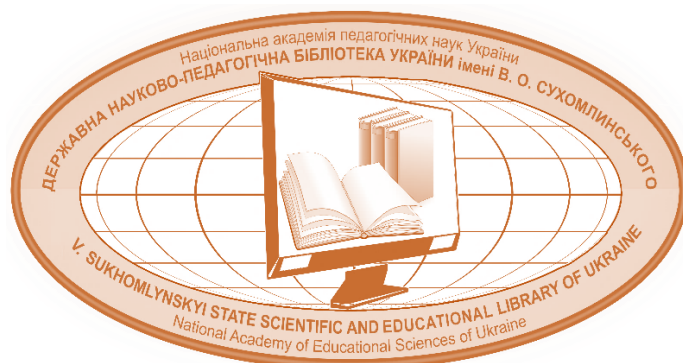 Національна академія педагогічних наук України
ДЕРЖАВНА НАУКОВО-ПЕДАГОГІЧНА БІБЛІОТЕКА УКРАЇНИ імені В. О. СУХОМЛИНСЬКОГО
V. SUKHOMLYNSKYI STATE SCIENTIFIC AND EDUCATIONAL LIBRARY OF UKRAINE
National Academy of Educational Sciences of Ukraine